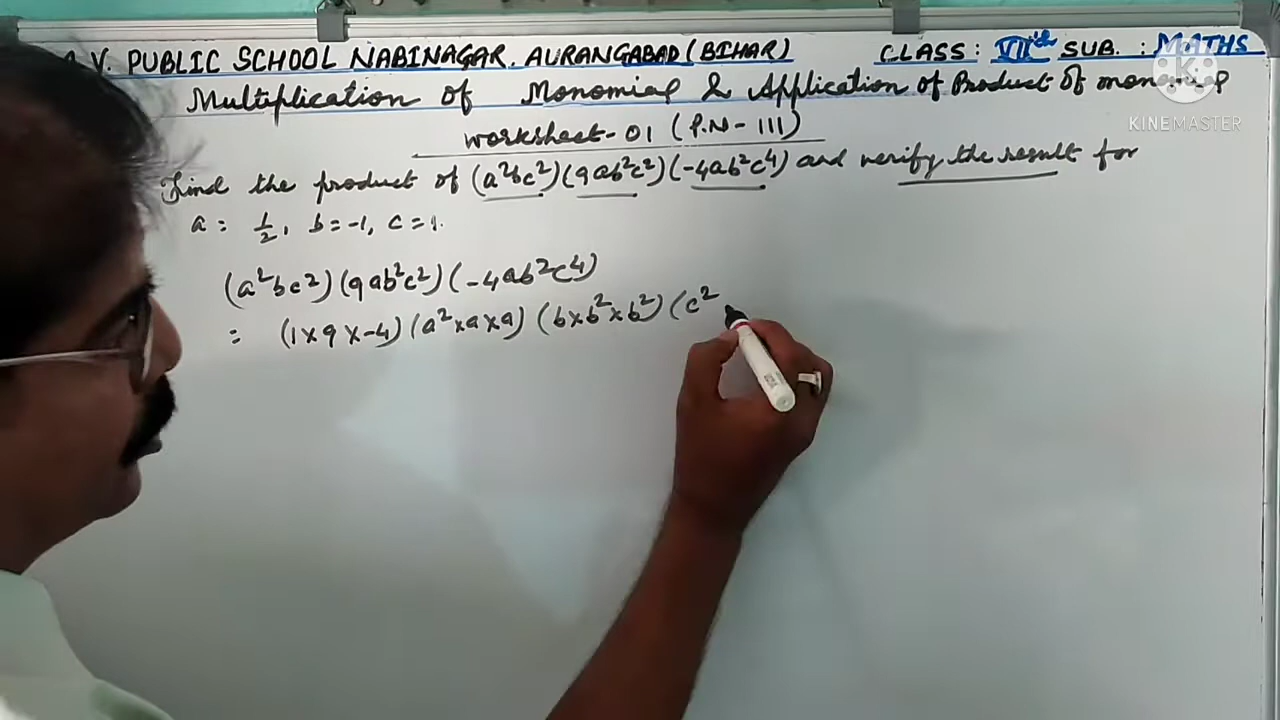 V. PUBLIC SCHOOL NABINAGAR. AURANGABAD (BIHAR) CLASS: VIIth SUB. : MATHS
Multiplication of Monomial & Application of Product of monomial
KINEMASTER
worksheet-01 (P.N-111)
Find the product of (a²bc²)(9ab²c²)(-4ab²c⁴) and verify the result for
a = 1/2, b=-1, c=1.
(a²bc²)(9ab²c²)(-4ab²c⁴)
= (1×9×-4)(a²×a×a)(b×b²×b²)(c²